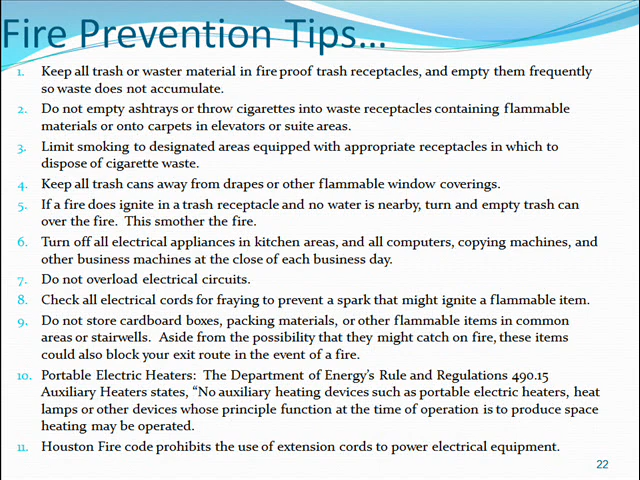 Fire Prevention Tips...
1. Keep all trash or waster material in fire proof trash receptacles, and empty them frequently
so waste does not accumulate.
2. Do not empty ashtrays or throw cigarettes into waste receptacles containing flammable
materials or onto carpets in elevators or suite areas.
3. Limit smoking to designated areas equipped with appropriate receptacles in which to
dispose of cigarette waste.
4. Keep all trash cans away from drapes or other flammable window coverings.
5. If a fire does ignite in a trash receptacle and no water is nearby, turn and empty trash can
over the fire. This smother the fire.
6. Turn off all electrical appliances in kitchen areas, and all computers, copying machines, and
other business machines at the close of each business day.
7. Do not overload electrical circuits.
8. Check all electrical cords for fraying to prevent a spark that might ignite a flammable item.
9. Do not store cardboard boxes, packing materials, or other flammable items in common
areas or stairwells. Aside from the possibility that they might catch on fire, these items
could also block your exit route in the event of a fire.
10. Portable Electric Heaters: The Department of Energy's Rule and Regulations 490.15
Auxiliary Heaters states, "No auxiliary heating devices such as portable electric heaters, heat
lamps or other devices whose principle function at the time of operation is to produce space
heating may be operated.
11. Houston Fire code prohibits the use of extension cords to power electrical equipment.
22